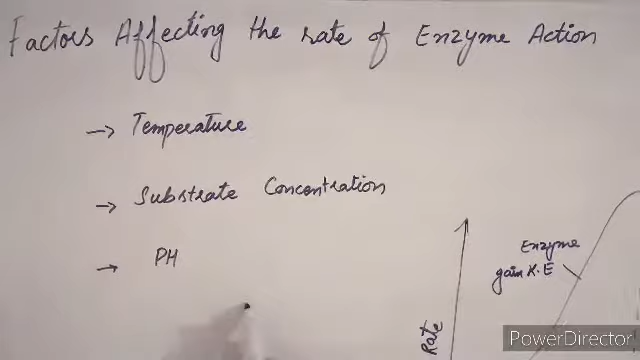 Factors Affecting the rate of Enzyme Action
→ Temperature
→ Substrate Concentration
→ PH
Enzyme
gain K.E
Rate
PowerDirector